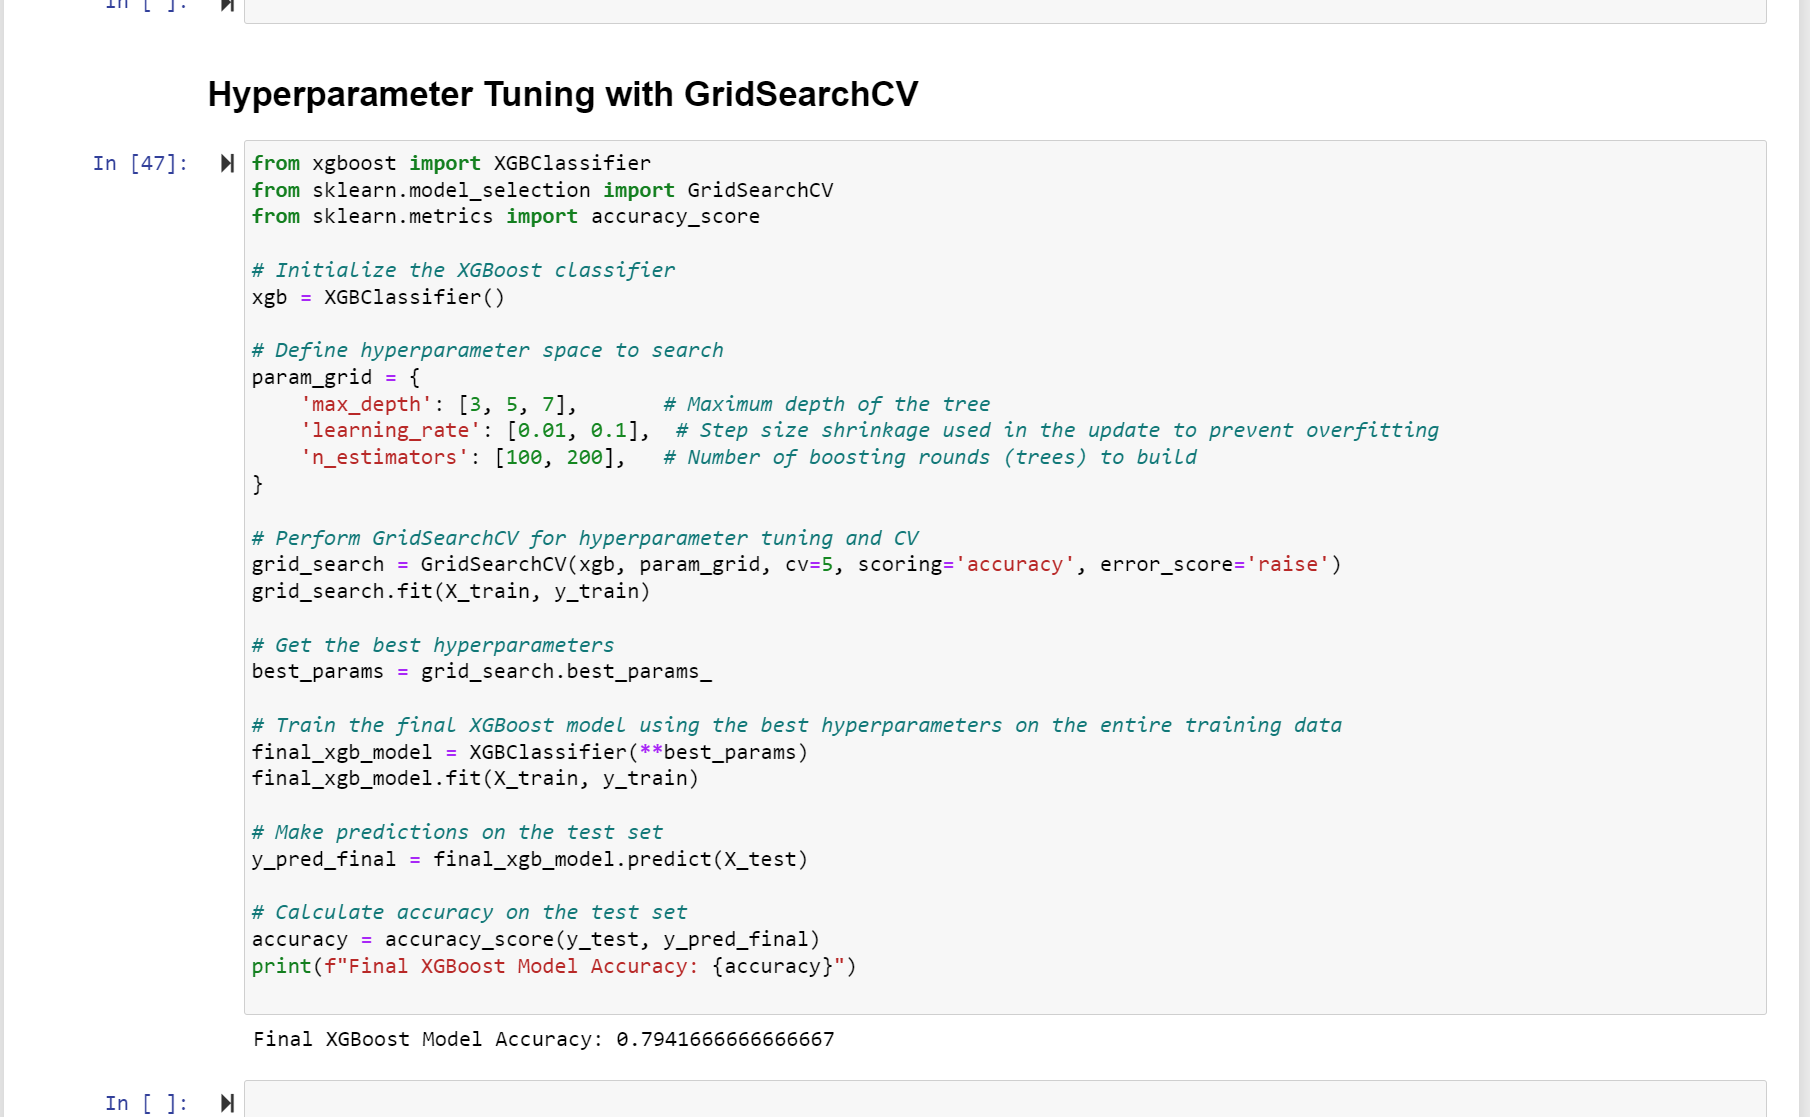 In [ ]:
Hyperparameter Tuning with GridSearchCV
In [47]:
from xgboost import XGBClassifier
from sklearn.model_selection import GridSearchCV
from sklearn.metrics import accuracy_score
# Initialize the XGBoost classifier
xgb = XGBClassifier()
# Define hyperparameter space to search
param_grid = {
    'max_depth': [3, 5, 7],       # Maximum depth of the tree
    'learning_rate': [0.01, 0.1],  # Step size shrinkage used in the update to prevent overfitting
    'n_estimators': [100, 200],   # Number of boosting rounds (trees) to build
}
# Perform GridSearchCV for hyperparameter tuning and CV
grid_search = GridSearchCV(xgb, param_grid, cv=5, scoring='accuracy', error_score='raise')
grid_search.fit(X_train, y_train)
# Get the best hyperparameters
best_params = grid_search.best_params_
# Train the final XGBoost model using the best hyperparameters on the entire training data
final_xgb_model = XGBClassifier(**best_params)
final_xgb_model.fit(X_train, y_train)
# Make predictions on the test set
y_pred_final = final_xgb_model.predict(X_test)
# Calculate accuracy on the test set
accuracy = accuracy_score(y_test, y_pred_final)
print(f"Final XGBoost Model Accuracy: {accuracy}")
Final XGBoost Model Accuracy: 0.7941666666666667
In [ ]: